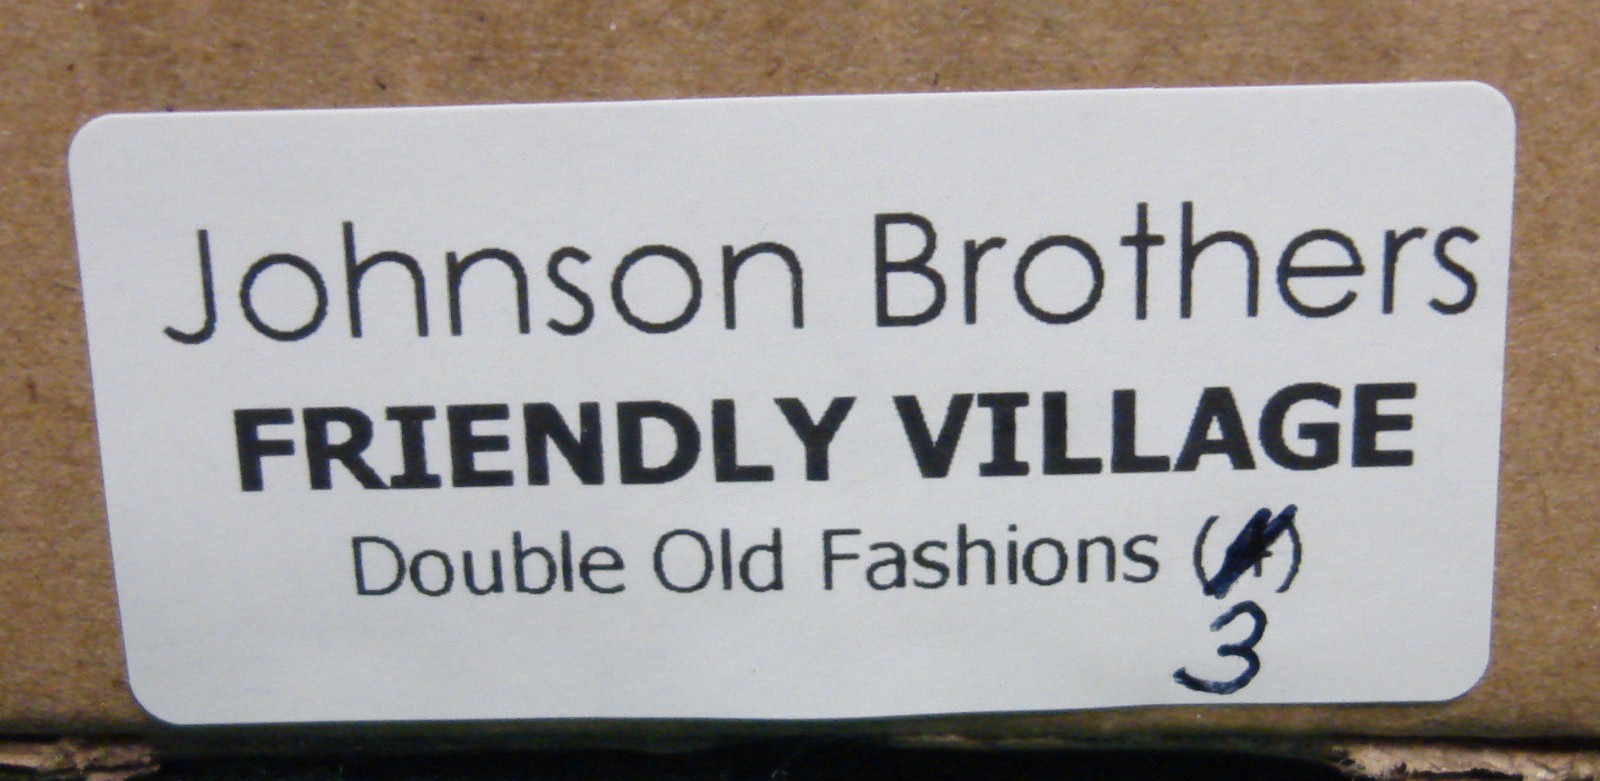 Johnson Brothers
FRIENDLY VILLAGE
Double Old Fashions (4)
3